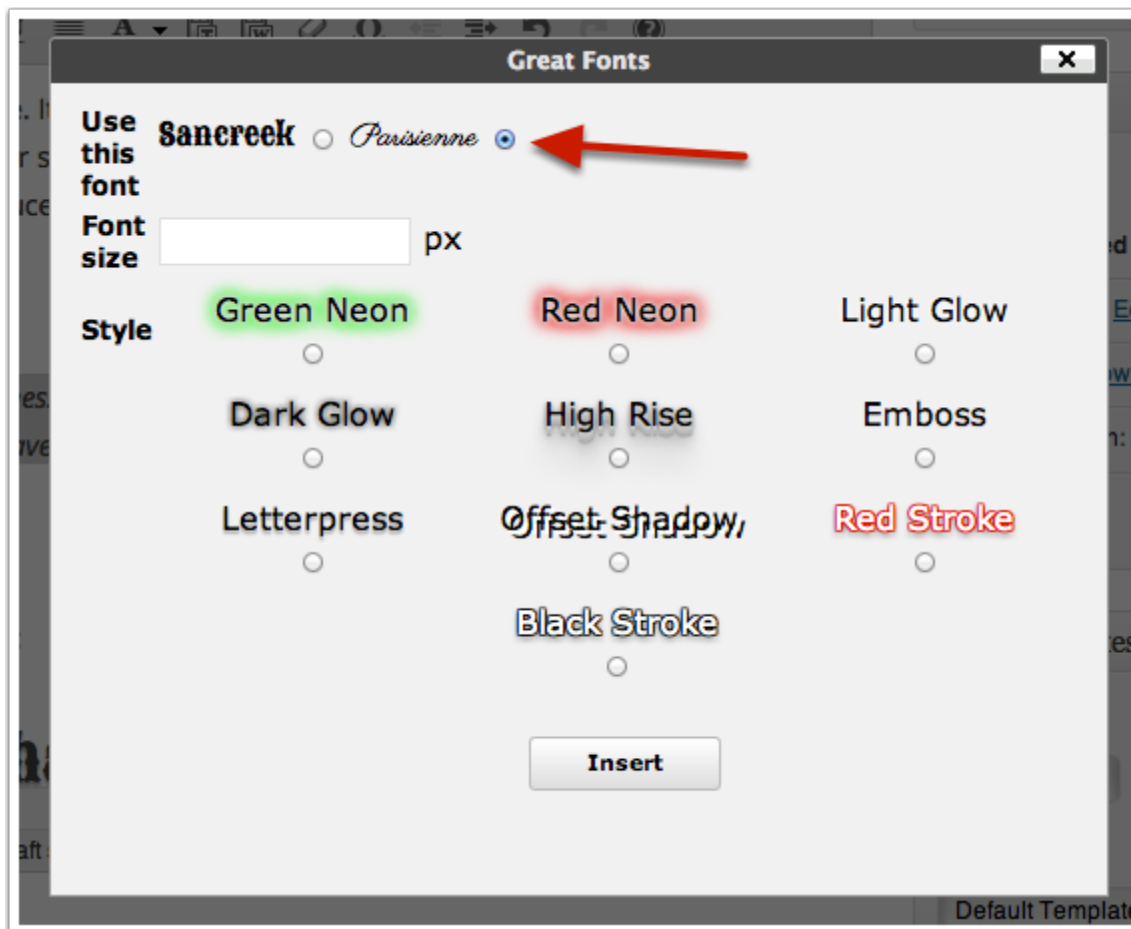 Great Fonts
Use this font
Sancreek Parisienne
Font size
px
Style
Green Neon Red Neon Light Glow
Dark Glow High Rise Emboss
Letterpress Offset Shadow Red Stroke
Black Stroke
Insert
Default Template